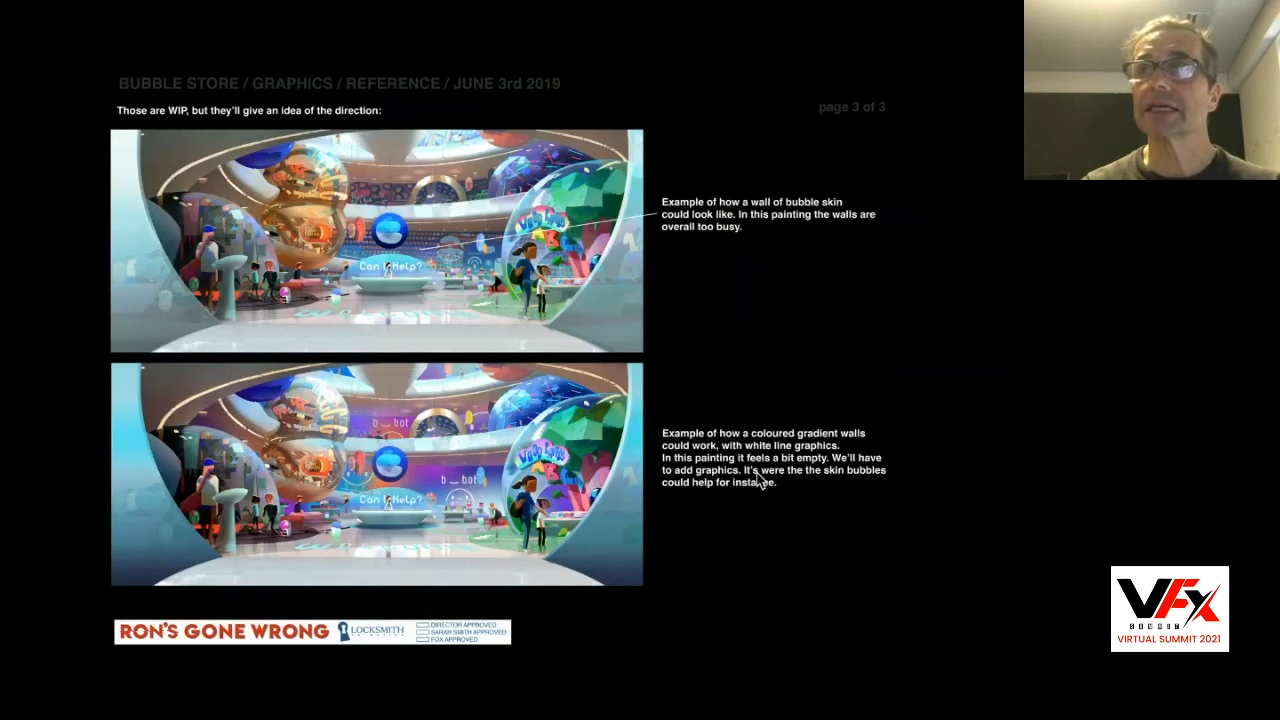 BUBBLE STORE / GRAPHICS / REFERENCE / JUNE 3rd 2019
Those are WIP, but they'll give an idea of the direction:
page 3 of 3
Example of how a wall of bubble skin
could look like. In this painting the walls are
overall too busy.
Can I Help?
Example of how a coloured gradient walls
could work, with white line graphics.
In this painting it feels a bit empty. We'll have
to add graphics. It's were the the skin bubbles
could help for instance.
b_bot
b_bot
Can I Help?
RON'S GONE WRONG
LOCKSMITH
ANIMATION
DIRECTOR APPROVED
SARAH SMITH APPROVED
FOX APPROVED
VFX
SUMMIT
VIRTUAL SUMMIT 2021